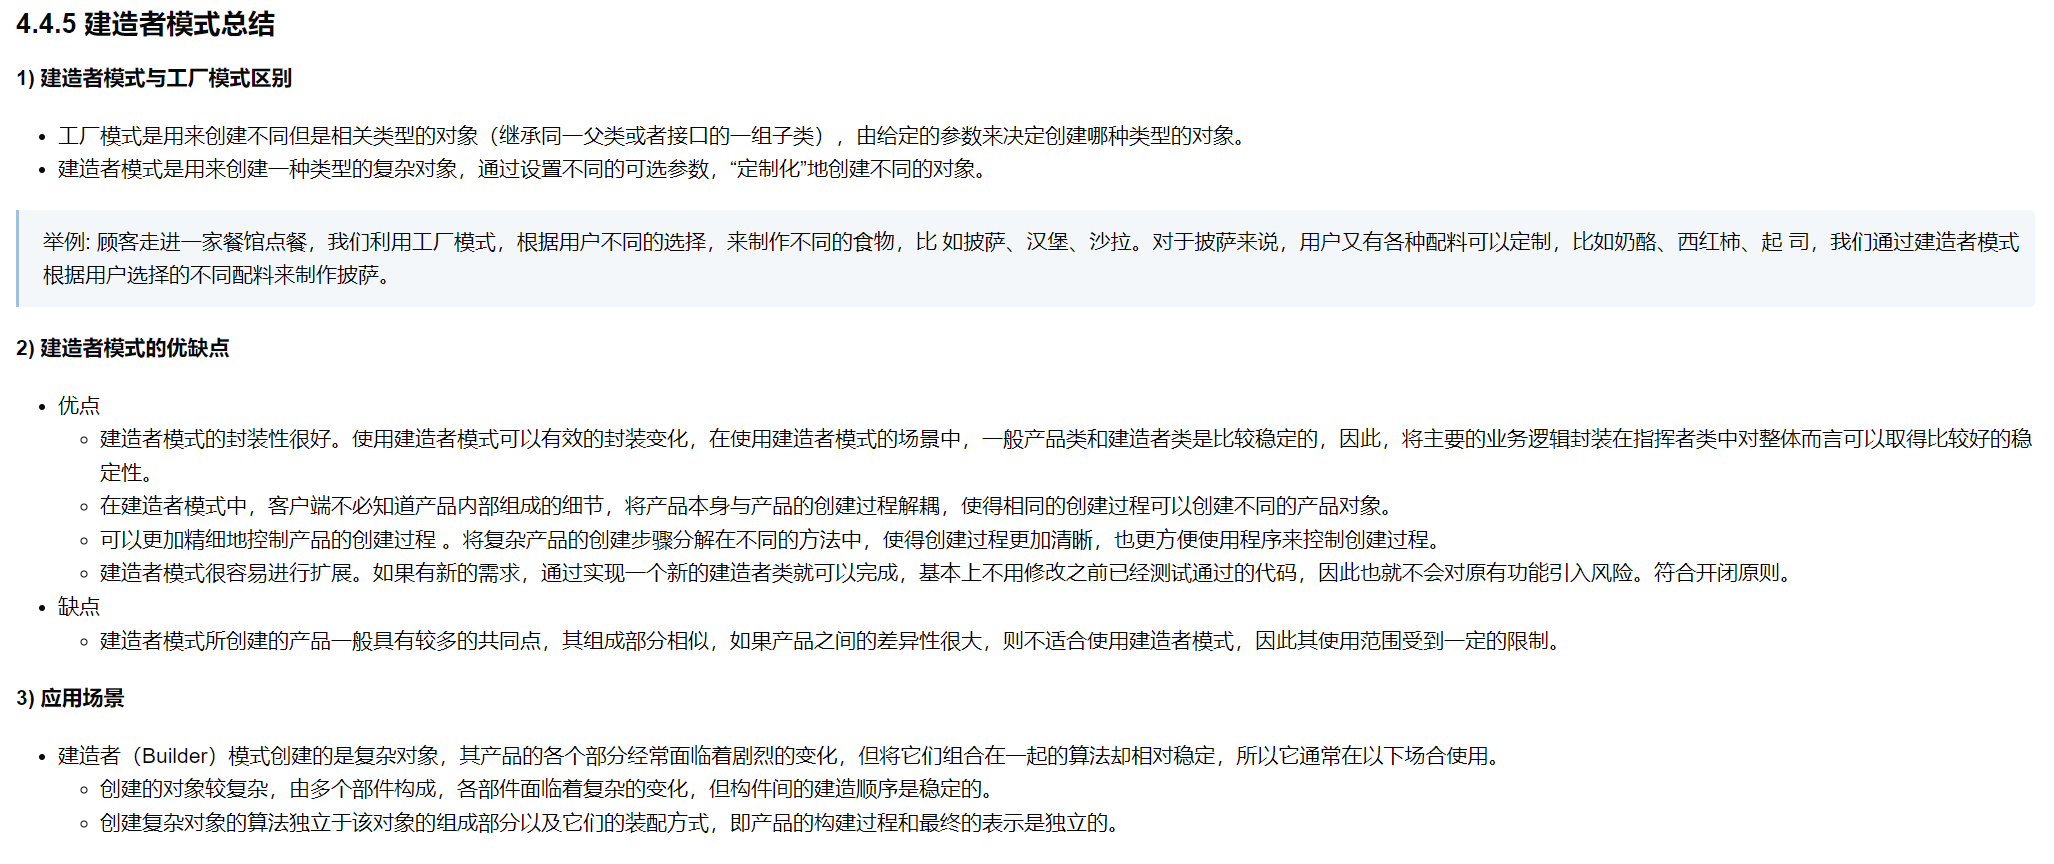 4.4.5 建造者模式总结
1) 建造者模式与工厂模式区别
工厂模式是用来创建不同但是相关类型的对象（继承同一父类或者接口的一组子类），由给定的参数来决定创建哪种类型的对象。
建造者模式是用来创建一种类型的复杂对象，通过设置不同的可选参数，“定制化”地创建不同的对象。
举例: 顾客走进一家餐馆点餐，我们利用工厂模式，根据用户不同的选择，来制作不同的食物，比 如披萨、汉堡、沙拉。对于披萨来说，用户又有各种配料可以定制，比如奶酪、西红柿、起 司，我们通过建造者模式
根据用户选择的不同配料来制作披萨。
2) 建造者模式的优缺点
优点
建造者模式的封装性很好。使用建造者模式可以有效的封装变化，在使用建造者模式的场景中，一般产品类和建造者类是比较稳定的，因此，将主要的业务逻辑封装在指挥者类中对整体而言可以取得比较好的稳
定性。
在建造者模式中，客户端不必知道产品内部组成的细节，将产品本身与产品的创建过程解耦，使得相同的创建过程可以创建不同的产品对象。
可以更加精细地控制产品的创建过程 。将复杂产品的创建步骤分解在不同的方法中，使得创建过程更加清晰，也更方便使用程序来控制创建过程。
建造者模式很容易进行扩展。如果有新的需求，通过实现一个新的建造者类就可以完成，基本上不用修改之前已经测试通过的代码，因此也就不会对原有功能引入风险。符合开闭原则。
缺点
建造者模式所创建的产品一般具有较多的共同点，其组成部分相似，如果产品之间的差异性很大，则不适合使用建造者模式，因此其使用范围受到一定的限制。
3) 应用场景
建造者（Builder）模式创建的是复杂对象，其产品的各个部分经常面临着剧烈的变化，但将它们组合在一起的算法却相对稳定，所以它通常在以下场合使用。
创建的对象较复杂，由多个部件构成，各部件面临着复杂的变化，但构件间的建造顺序是稳定的。
创建复杂对象的算法独立于该对象的组成部分以及它们的装配方式，即产品的构建过程和最终的表示是独立的。